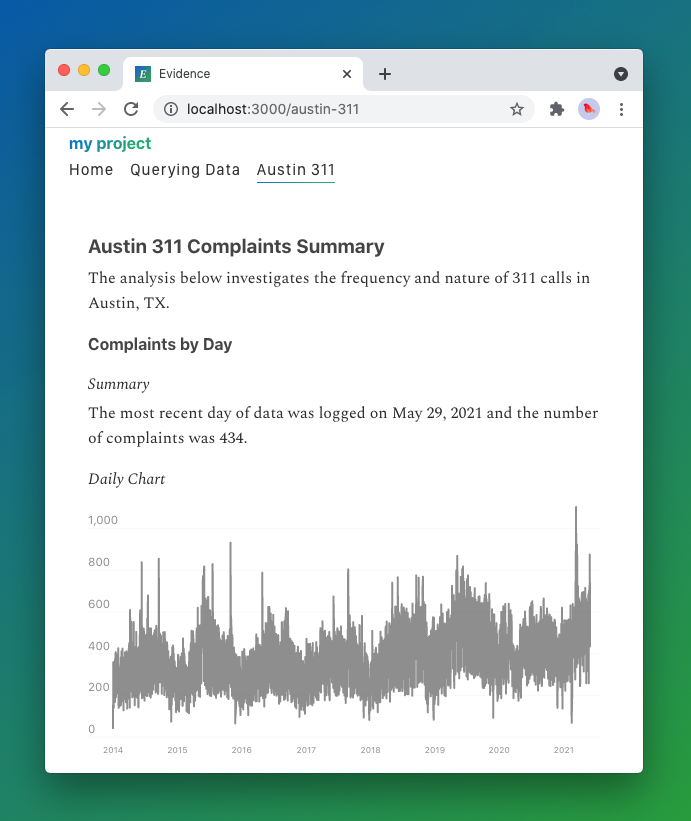 E Evidence
localhost:3000/austin-311
my project
Home Querying Data Austin 311
Austin 311 Complaints Summary
The analysis below investigates the frequency and nature of 311 calls in
Austin, TX.
Complaints by Day
Summary
The most recent day of data was logged on May 29, 2021 and the number
of complaints was 434.
Daily Chart
1,000
800
600
400
200
0
2014 2015 2016 2017 2018 2019 2020 2021